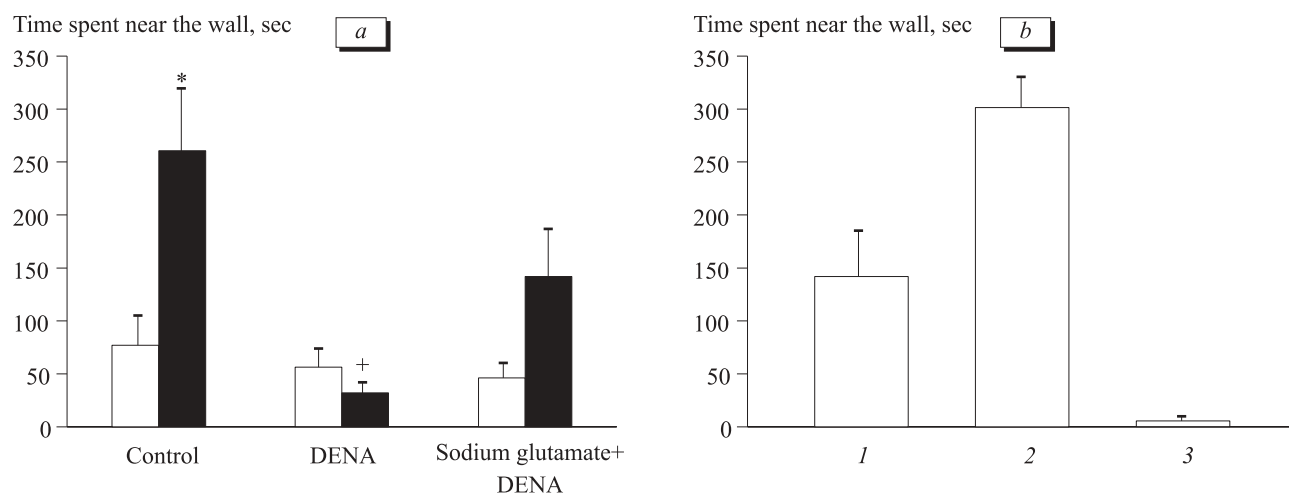 Time spent near the wall, sec
a
350
300
250
200
150
100
50
0
*
+
Control
DENA
Sodium glutamate+
DENA
Time spent near the wall, sec
b
350
300
250
200
150
100
50
0
1
2
3